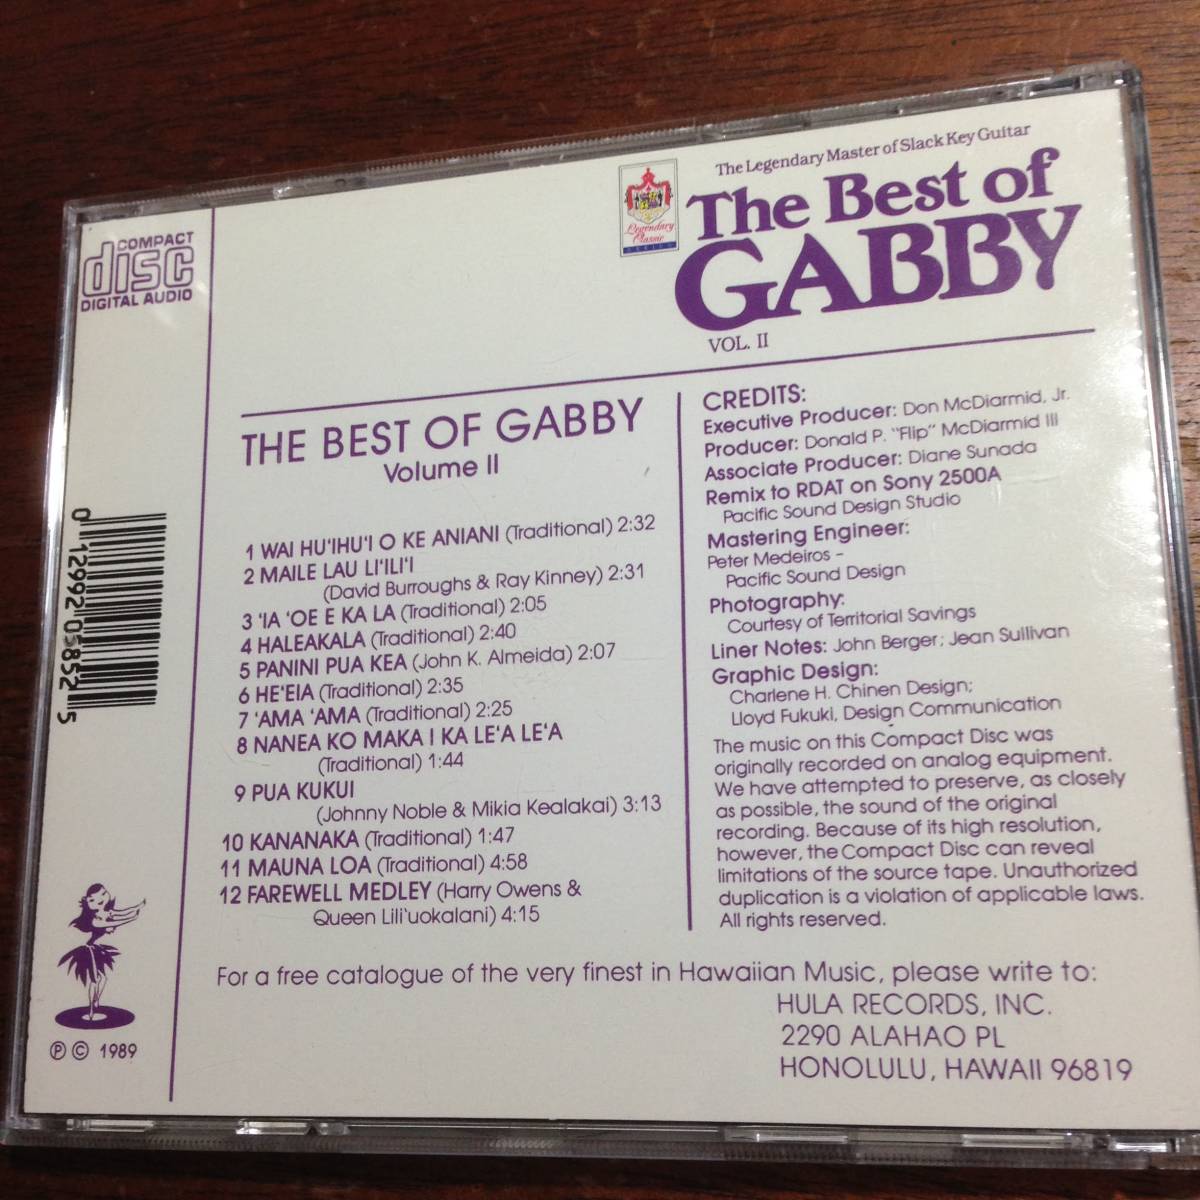 COMPACT
disc
DIGITAL AUDIO
The Legendary Master of Slack Key Guitar
Legendary
Classic
SERIES
The Best of
GABBY
VOL. II
THE BEST OF GABBY
Volume II
1 WAI HU'IHU'I O KE ANIANI (Traditional) 2:32
2 MAILE LAU LI'ILI'I
(David Burroughs & Ray Kinney) 2:31
3 'IA 'OE E KA LA (Traditional) 2:05
4 HALEAKALA (Traditional) 2:40
5 PANINI PUA KEA (John K. Almeida) 2:07
6 HE'EIA (Traditional) 2:35
7 'AMA 'AMA (Traditional) 2:25
8 NANEA KO MAKA I KA LE'A LE'A
(Traditional) 1:44
9 PUA KUKUI
(Johnny Noble & Mikia Kealakai) 3:13
10 KANANAKA (Traditional) 1:47
11 MAUNA LOA (Traditional) 4:58
12 FAREWELL MEDLEY (Harry Owens &
Queen Lili'uokalani) 4:15
CREDITS:
Executive Producer: Don McDiarmid, Jr.
Producer: Donald P. "Flip" McDiarmid III
Associate Producer: Diane Sunada
Remix to RDAT on Sony 2500A
Pacific Sound Design Studio
Mastering Engineer:
Peter Medeiros –
Pacific Sound Design
Photography:
Courtesy of Territorial Savings
Liner Notes: John Berger; Jean Sullivan
Graphic Design:
Charlene H. Chinen Design;
Lloyd Fukuki, Design Communication
The music on this Compact Disc was
originally recorded on analog equipment.
We have attempted to preserve, as closely
as possible, the sound of the original
recording. Because of its high resolution,
however, the Compact Disc can reveal
limitations of the source tape. Unauthorized
duplication is a violation of applicable laws.
All rights reserved.
For a free catalogue of the very finest in Hawaiian Music, please write to:
HULA RECORDS, INC.
2290 ALAHAO PL
HONOLULU, HAWAII 96819
0 12992 05852 5
℗ © 1989